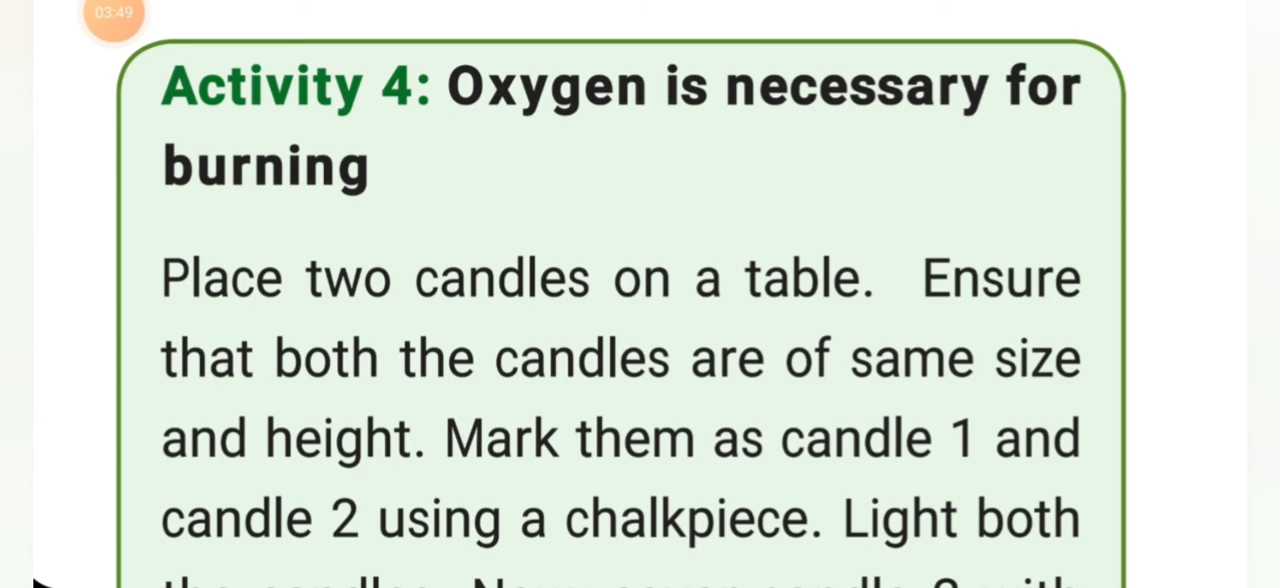 03:49
Activity 4: Oxygen is necessary for
burning
Place two candles on a table. Ensure
that both the candles are of same size
and height. Mark them as candle 1 and
candle 2 using a chalkpiece. Light both